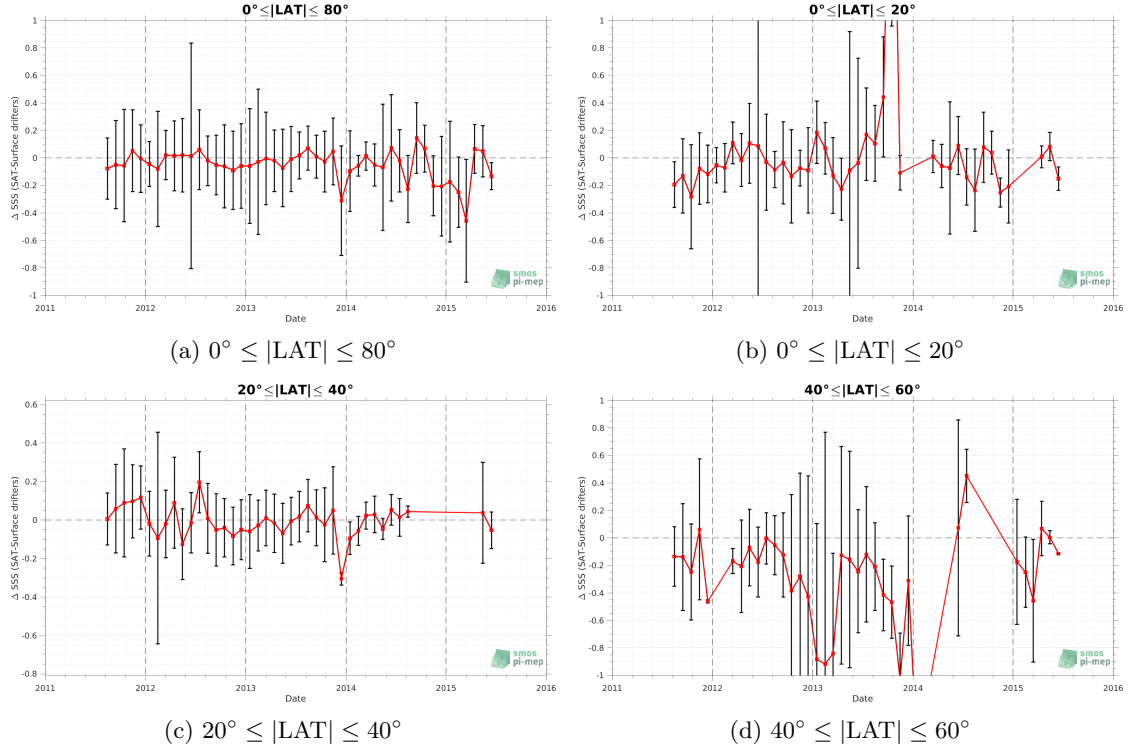 0°≤|LAT|≤ 80°
1
0.8
0.6
0.4
0.2
0
-0.2
-0.4
-0.6
-0.8
-1
Δ SSS (SAT-Surface drifters)
2011 2012 2013 2014 2015 2016
Date
smos
pi-mep
(a) 0° ≤ |LAT| ≤ 80°
0°≤|LAT|≤ 20°
1
0.8
0.6
0.4
0.2
0
-0.2
-0.4
-0.6
-0.8
-1
Δ SSS (SAT-Surface drifters)
2011 2012 2013 2014 2015 2016
Date
smos
pi-mep
(b) 0° ≤ |LAT| ≤ 20°
20°≤|LAT|≤ 40°
0.6
0.4
0.2
0
-0.2
-0.4
-0.6
-0.8
Δ SSS (SAT-Surface drifters)
2011 2012 2013 2014 2015 2016
Date
smos
pi-mep
(c) 20° ≤ |LAT| ≤ 40°
40°≤|LAT|≤ 60°
1
0.8
0.6
0.4
0.2
0
-0.2
-0.4
-0.6
-0.8
-1
Δ SSS (SAT-Surface drifters)
2011 2012 2013 2014 2015 2016
Date
smos
pi-mep
(d) 40° ≤ |LAT| ≤ 60°